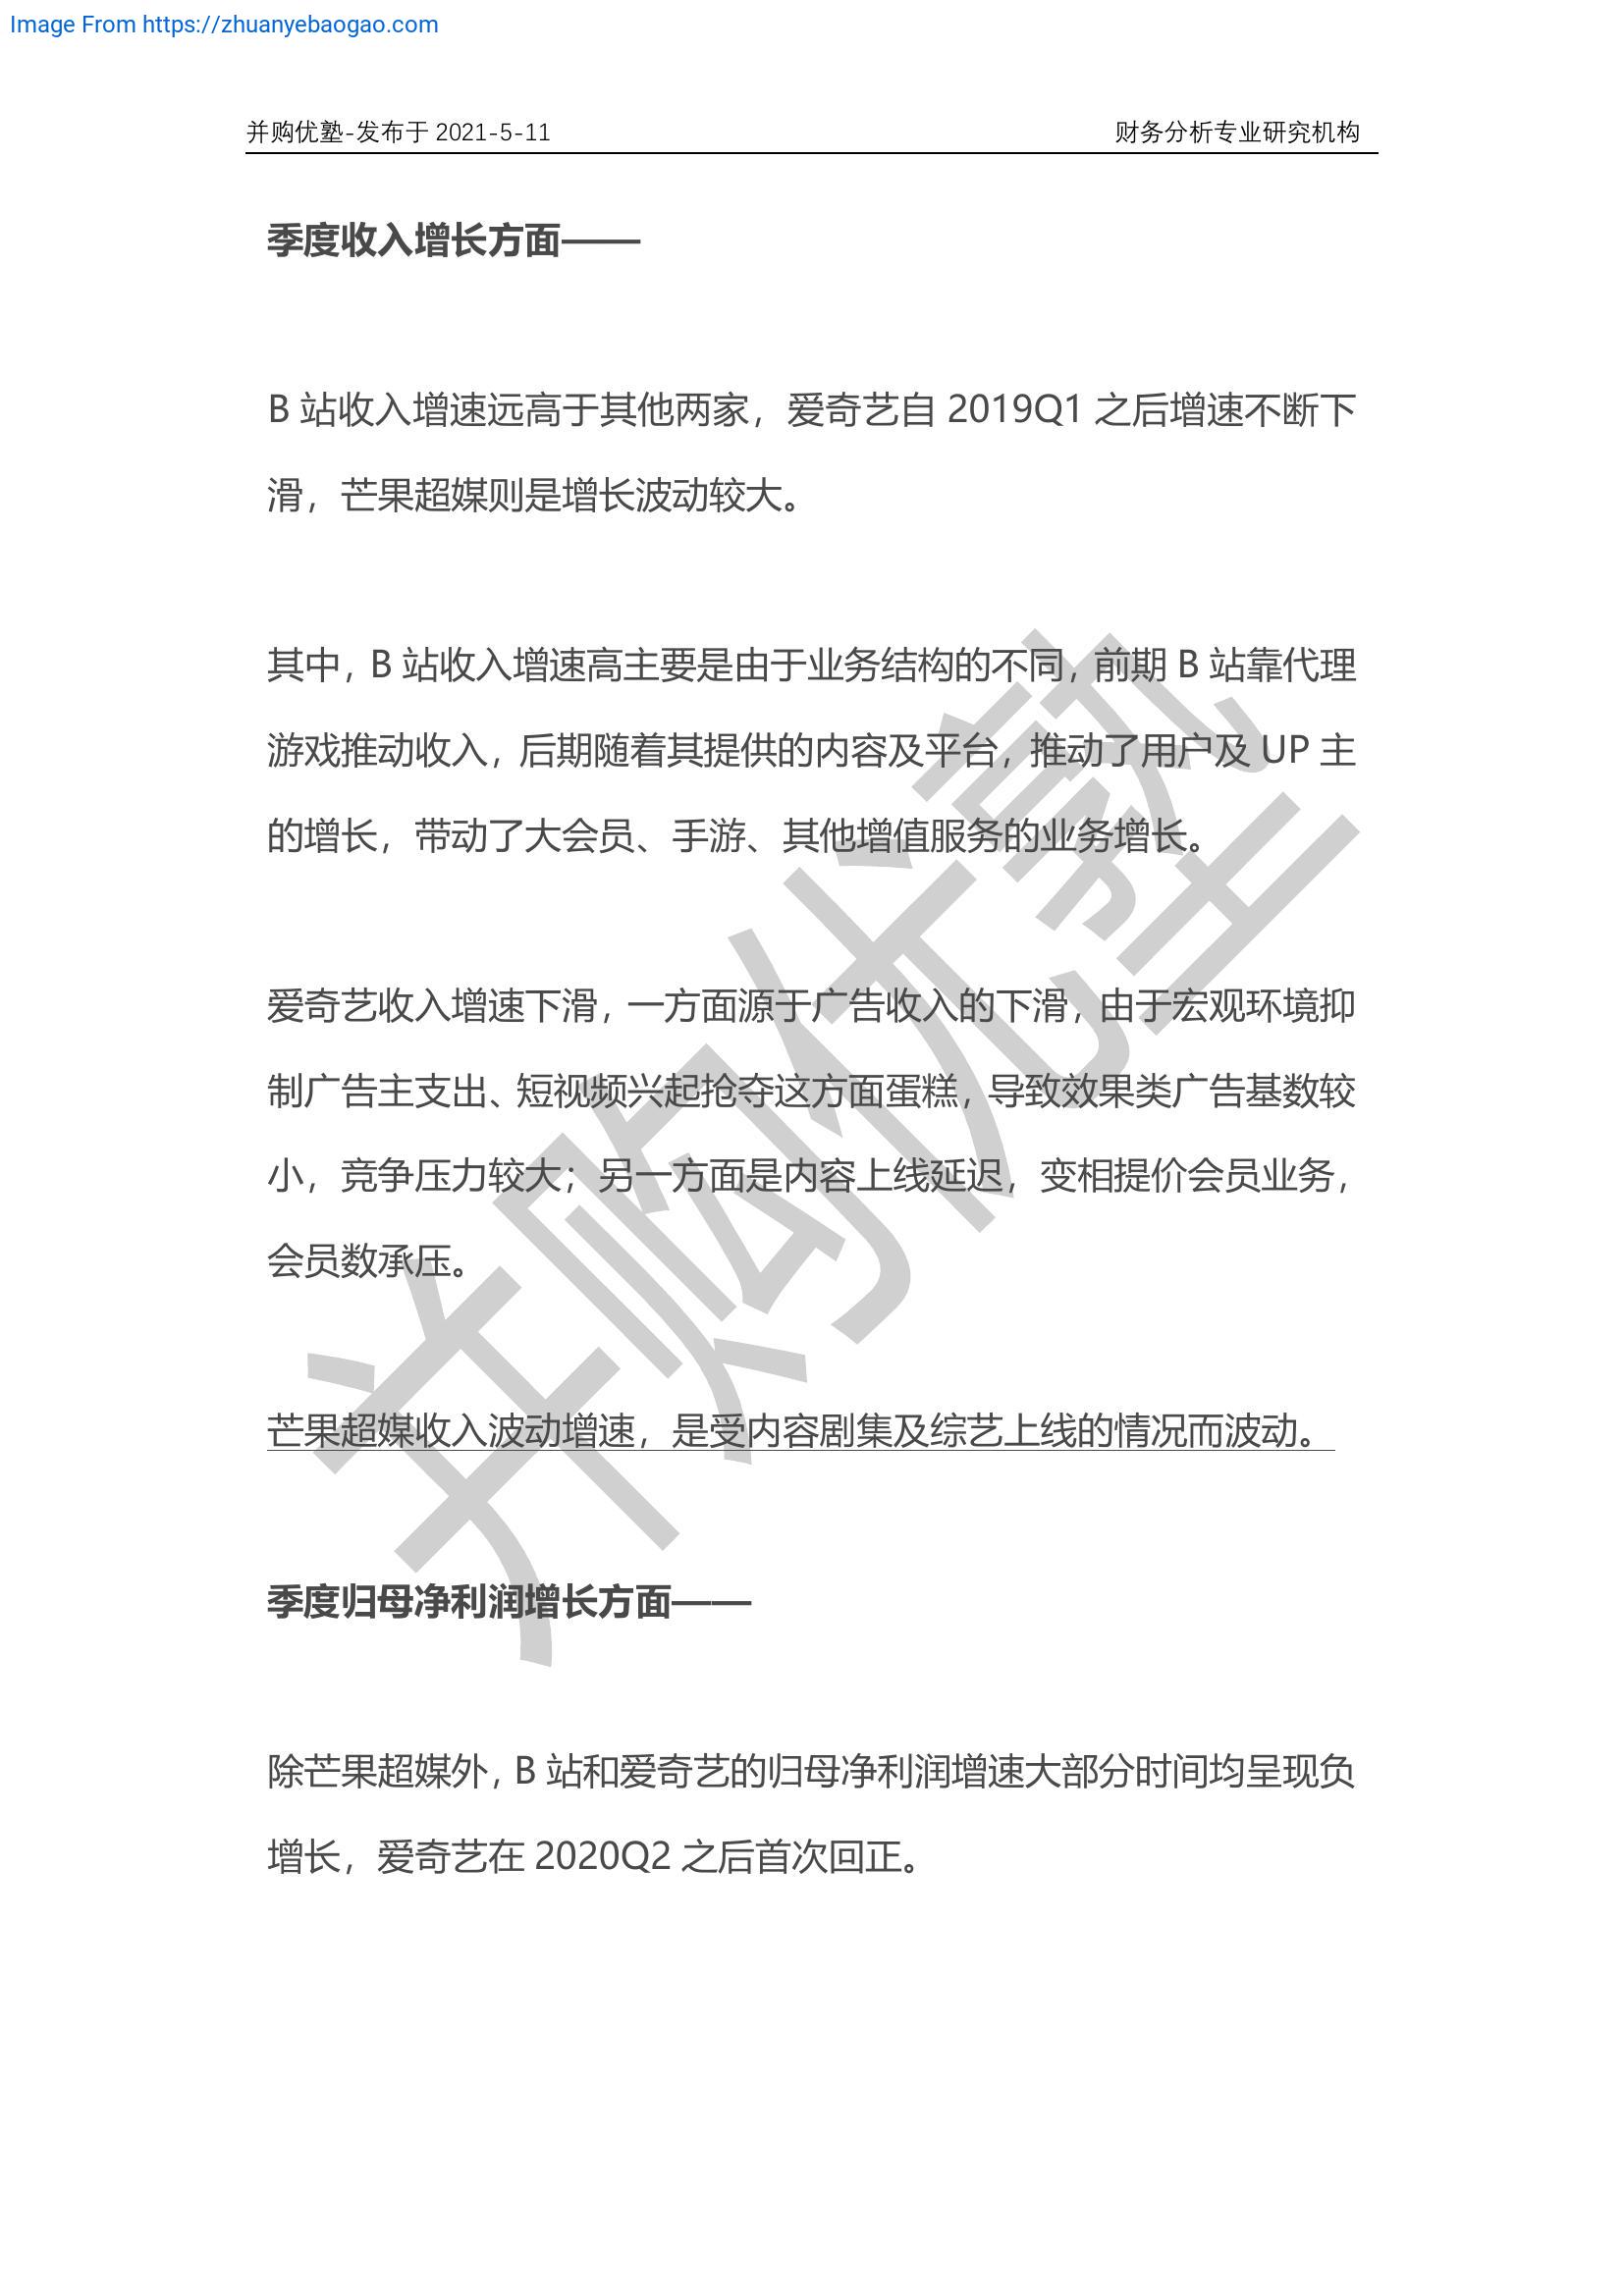 Image From https://zhuanyebaogao.com
并购优塾-发布于 2021-5-11 财务分析专业研究机构
季度收入增长方面——
B 站收入增速远高于其他两家，爱奇艺自 2019Q1 之后增速不断下
滑，芒果超媒则是增长波动较大。
其中，B 站收入增速高主要是由于业务结构的不同，前期 B 站靠代理
游戏推动收入，后期随着其提供的内容及平台，推动了用户及 UP 主
的增长，带动了大会员、手游、其他增值服务的业务增长。
爱奇艺收入增速下滑，一方面源于广告收入的下滑，由于宏观环境抑
制广告主支出、短视频兴起抢夺这方面蛋糕，导致效果类广告基数较
小，竞争压力较大；另一方面是内容上线延迟，变相提价会员业务，
会员数承压。
芒果超媒收入波动增速，是受内容剧集及综艺上线的情况而波动。
季度归母净利润增长方面——
除芒果超媒外，B 站和爱奇艺的归母净利润增速大部分时间均呈现负
增长，爱奇艺在 2020Q2 之后首次回正。
并购优塾